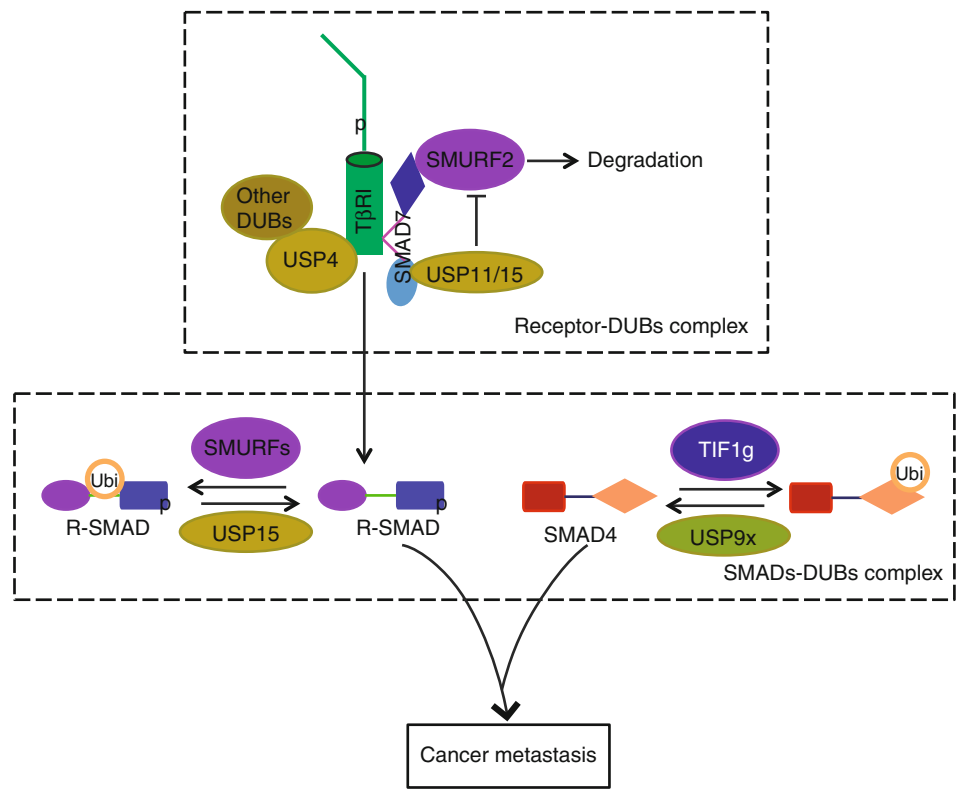 p
SMURF2
Degradation
TβRI
Other
DUBs
SMAD7
USP4
USP11/15
Receptor-DUBs complex
SMURFs
TIF1g
Ubi
Ubi
p
p
R-SMAD
USP15
R-SMAD
SMAD4
USP9x
SMADs-DUBs complex
Cancer metastasis